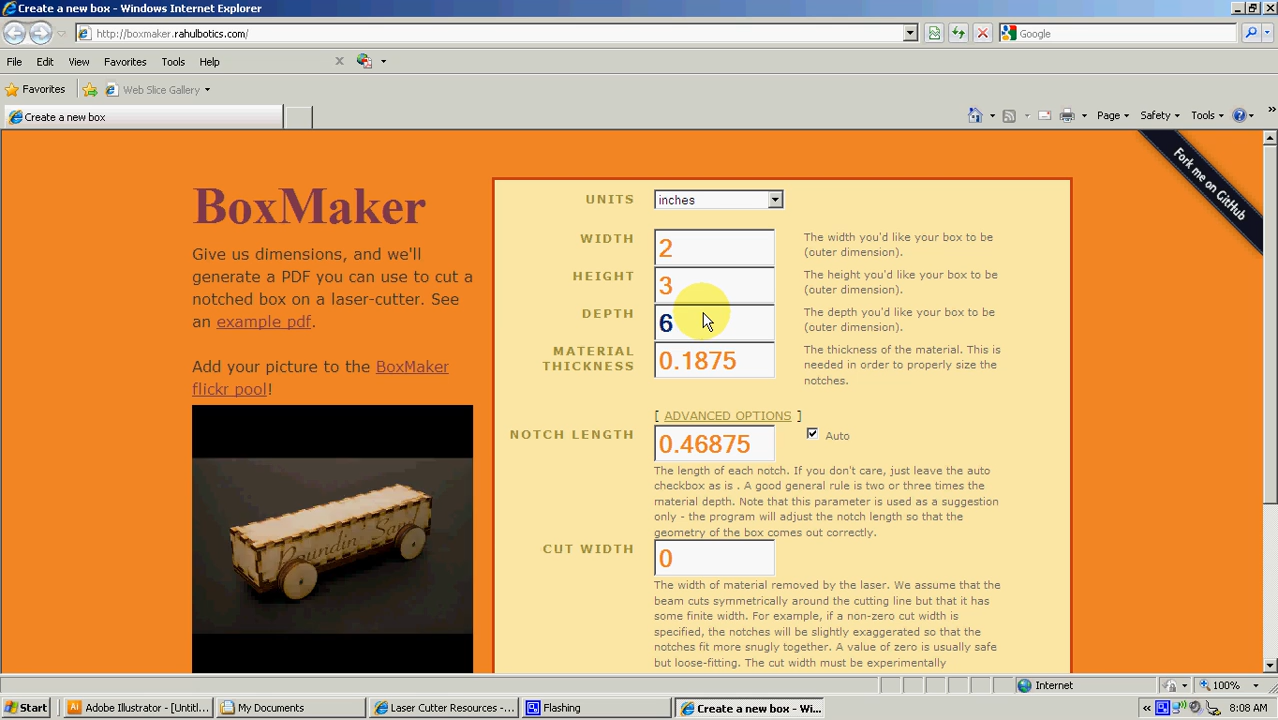 Create a new box - Windows Internet Explorer
http://boxmaker.rahulbotics.com/
Google
File Edit View Favorites Tools Help
Favorites Web Slice Gallery
Create a new box
Page Safety Tools
Fork me on GitHub
BoxMaker
Give us dimensions, and we'll
generate a PDF you can use to cut a
notched box on a laser-cutter. See
an example pdf.
Add your picture to the BoxMaker
flickr pool!
UNITS inches
WIDTH 2 The width you'd like your box to be
(outer dimension).
HEIGHT 3 The height you'd like your box to be
(outer dimension).
DEPTH 6 The depth you'd like your box to be
(outer dimension).
MATERIAL
THICKNESS 0.1875 The thickness of the material. This is
needed in order to properly size the
notches.
[ ADVANCED OPTIONS ]
NOTCH LENGTH 0.46875 Auto
The length of each notch. If you don't care, just leave the auto
checkbox as is . A good general rule is two or three times the
material depth. Note that this parameter is used as a suggestion
only - the program will adjust the notch length so that the
geometry of the box comes out correctly.
CUT WIDTH 0
The width of material removed by the laser. We assume that the
beam cuts symmetrically around the cutting line but that it has
some finite width. For example, if a non-zero cut width is
specified, the notches will be slightly exaggerated so that the
notches fit more snugly together. A value of zero is usually safe
but loose-fitting. The cut width must be experimentally
Internet 100%
Start Adobe Illustrator - [Untitl... My Documents Laser Cutter Resources - ... Flashing Create a new box - Wi... 8:08 AM